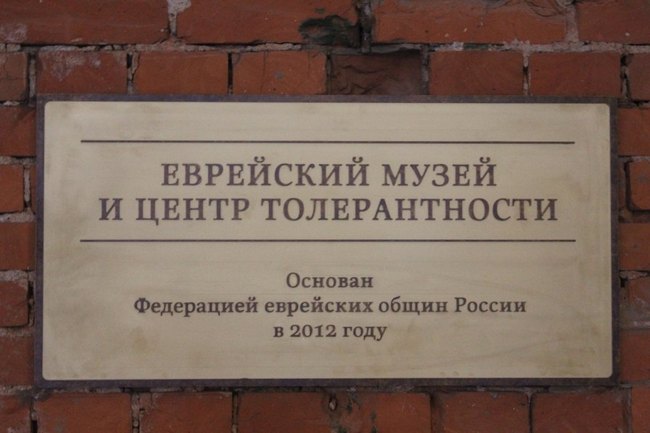 ЕВРЕЙСКИЙ МУЗЕЙ
И ЦЕНТР ТОЛЕРАНТНОСТИ
Основан
Федерацией еврейских общин России
в 2012 году